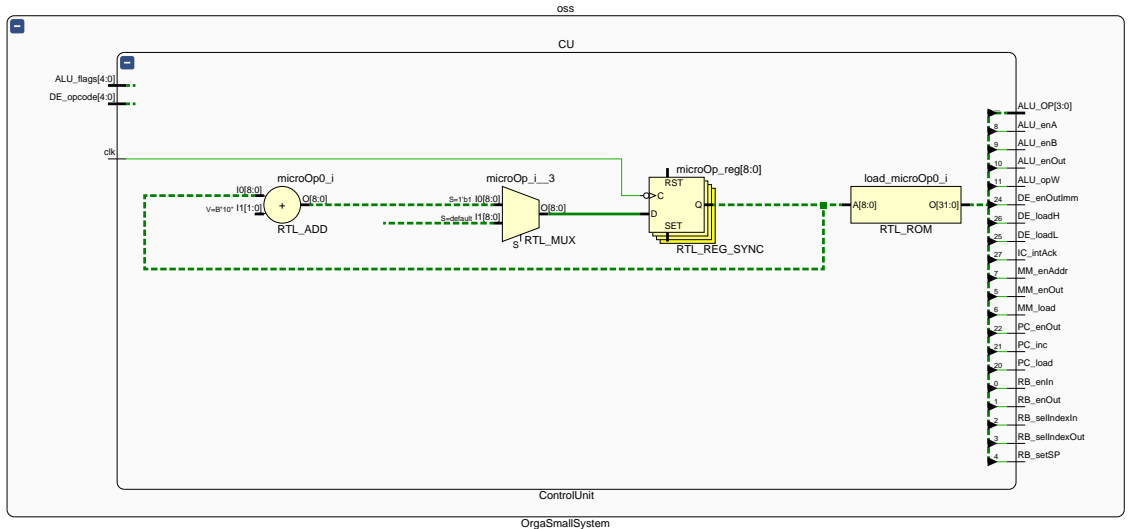 oss
CU
ALU_flags[4:0]
DE_opcode[4:0]
clk
microOp0_i
I0[8:0]
V=B"10" I1[1:0]
O[8:0]
+
RTL_ADD
microOp_i__3
S=1'b1 I0[8:0]
S=default I1[8:0]
O[8:0]
S
RTL_MUX
microOp_reg[8:0]
RST
C
D
Q
SET
RTL_REG_SYNC
load_microOp0_i
A[8:0]
O[31:0]
RTL_ROM
ALU_OP[3:0]
8 ALU_enA
9 ALU_enB
10 ALU_enOut
11 ALU_opW
24 DE_enOutImm
26 DE_loadH
25 DE_loadL
27 IC_intAck
7 MM_enAddr
5 MM_enOut
6 MM_load
22 PC_enOut
21 PC_inc
20 PC_load
0 RB_enIn
1 RB_enOut
2 RB_selIndexIn
3 RB_selIndexOut
4 RB_setSP
ControlUnit
OrgaSmallSystem